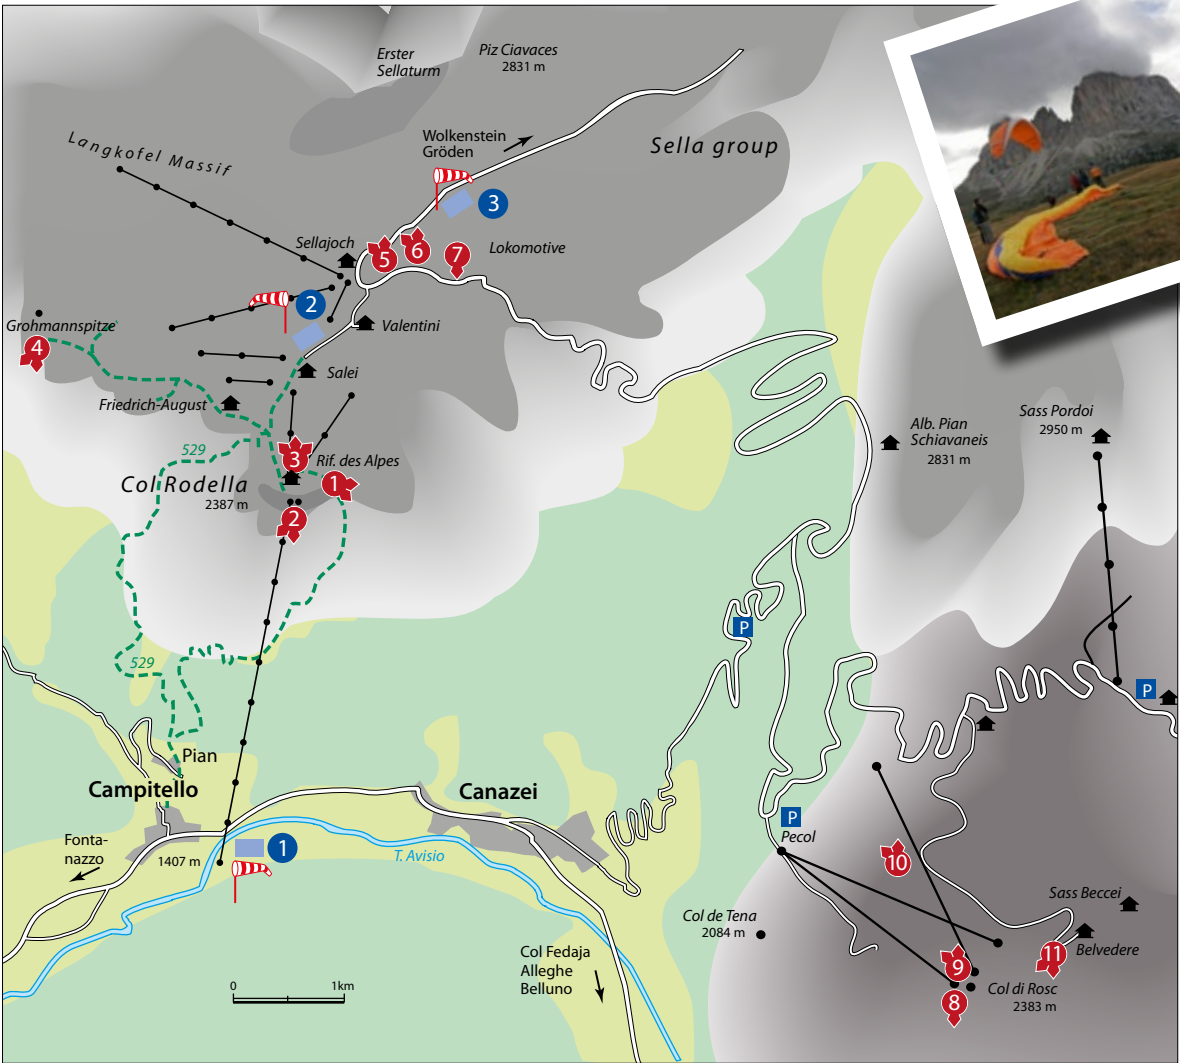 Erster
Sellaturm
Piz Ciavaces
2831 m
Langkofel Massif
Wolkenstein
Gröden
Sella group
3
Sellajoch
5
6
7
Lokomotive
2
Grohmannspitze
4
Valentini
Salei
Friedrich-August
529
3
Rif. des Alpes
Col Rodella
2387 m
1
2
Alb. Pian
Schiavaneis
2831 m
Sass Pordoi
2950 m
P
529
P
Pian
Campitello
Canazei
P
Pecol
Fonta-
nazzo
1407 m
1
T. Avisio
10
Sass Beccei
Col de Tena
2084 m
Belvedere
11
9
Col Fedaja
Alleghe
Belluno
Col di Rosc
2383 m
8
0
1km